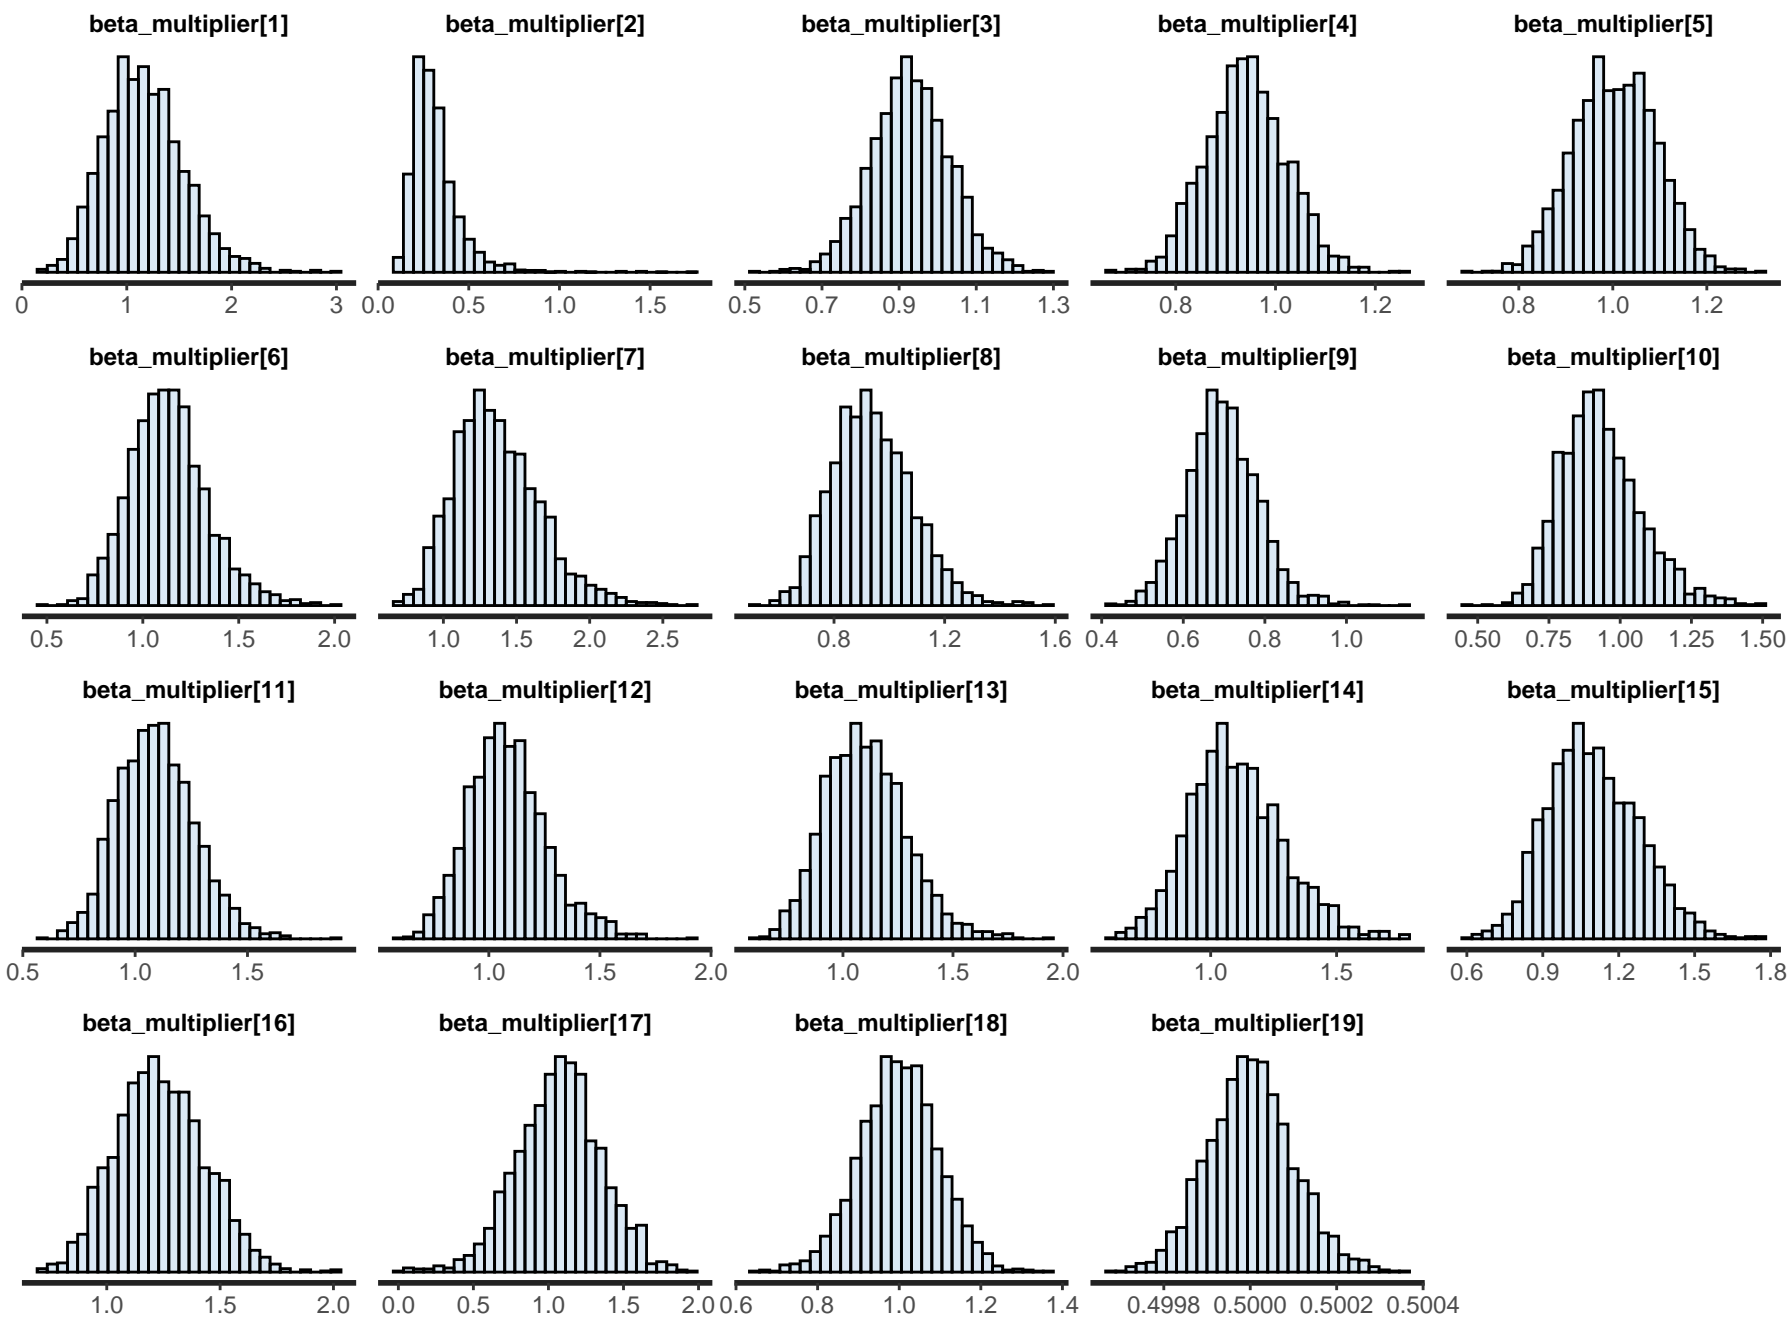 beta_multiplier[1] beta_multiplier[2] beta_multiplier[3] beta_multiplier[4] beta_multiplier[5]
0 1 2 3 0.0 0.5 1.0 1.5 0.5 0.7 0.9 1.1 1.3 0.8 1.0 1.2 0.8 1.0 1.2
beta_multiplier[6] beta_multiplier[7] beta_multiplier[8] beta_multiplier[9] beta_multiplier[10]
0.5 1.0 1.5 2.0 1.0 1.5 2.0 2.5 0.8 1.2 1.6 0.4 0.6 0.8 1.0 0.50 0.75 1.00 1.25 1.50
beta_multiplier[11] beta_multiplier[12] beta_multiplier[13] beta_multiplier[14] beta_multiplier[15]
0.5 1.0 1.5 1.0 1.5 2.0 1.0 1.5 2.0 1.0 1.5 0.6 0.9 1.2 1.5 1.8
beta_multiplier[16] beta_multiplier[17] beta_multiplier[18] beta_multiplier[19]
1.0 1.5 2.0 0.0 0.5 1.0 1.5 2.0 0.6 0.8 1.0 1.2 1.4 0.4998 0.5000 0.5002 0.5004